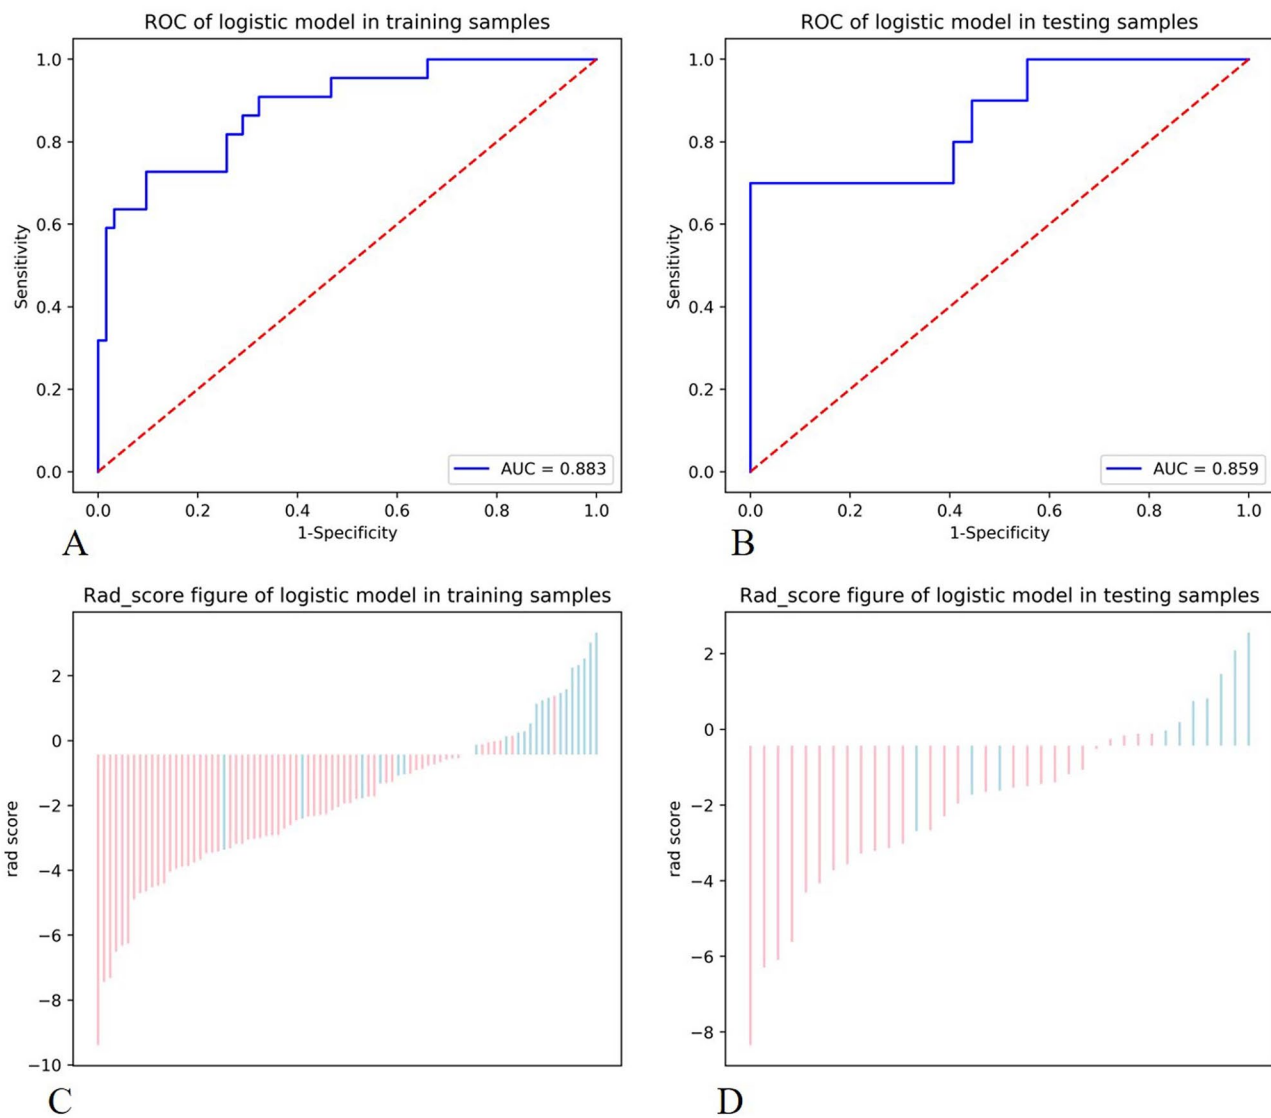 ROC of logistic model in training samples
1.0
0.8
0.6
0.4
0.2
0.0
Sensitivity
AUC = 0.883
0.0 0.2 0.4 0.6 0.8 1.0
1-Specificity
A
ROC of logistic model in testing samples
1.0
0.8
0.6
0.4
0.2
0.0
Sensitivity
AUC = 0.859
0.0 0.2 0.4 0.6 0.8 1.0
1-Specificity
B
Rad_score figure of logistic model in training samples
2
0
−2
−4
−6
−8
−10
rad score
C
Rad_score figure of logistic model in testing samples
2
0
−2
−4
−6
−8
rad score
D